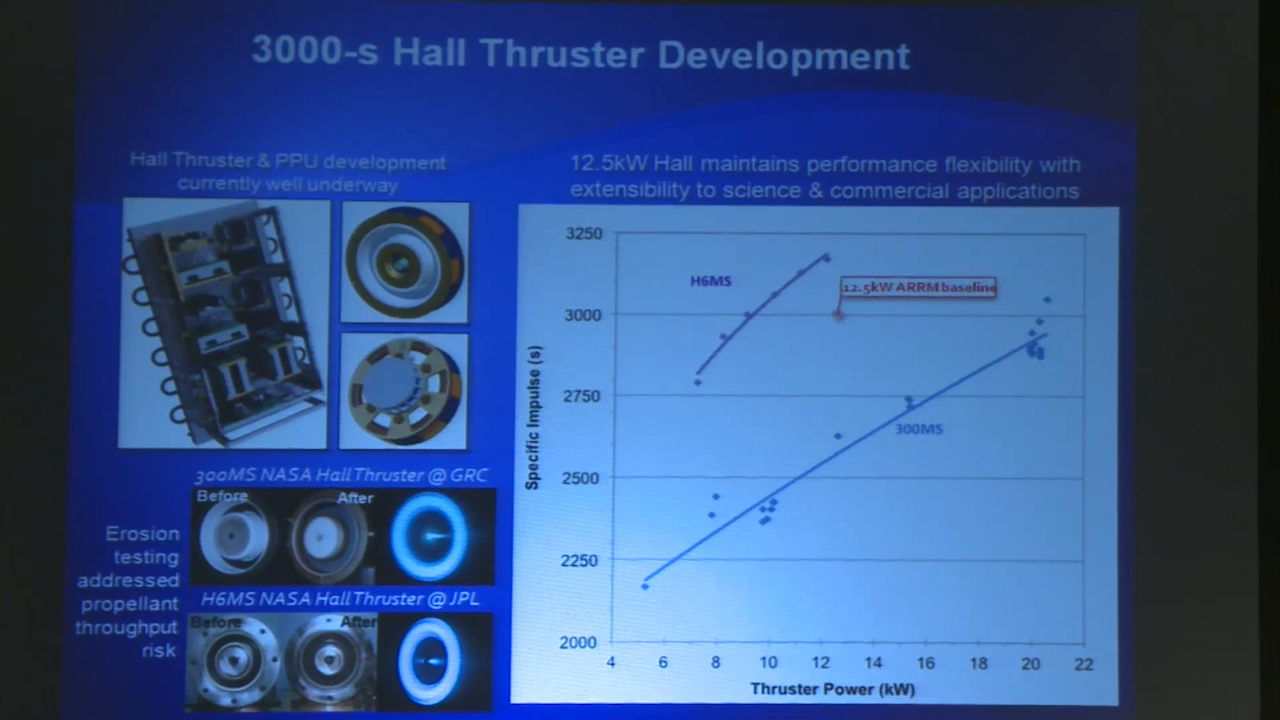 3000-s Hall Thruster Development
Hall Thruster & PPU development
currently well underway
12.5kW Hall maintains performance flexibility with
extensibility to science & commercial applications
300MS NASA Hall Thruster @ GRC
Before
After
Erosion
testing
addressed
propellant
throughput
risk
H6MS NASA Hall Thruster @ JPL
Before
After
3250
3000
2750
2500
2250
2000
Specific Impulse (s)
H6MS
12.5kW ARRM baseline
300MS
4 6 8 10 12 14 16 18 20 22
Thruster Power (kW)